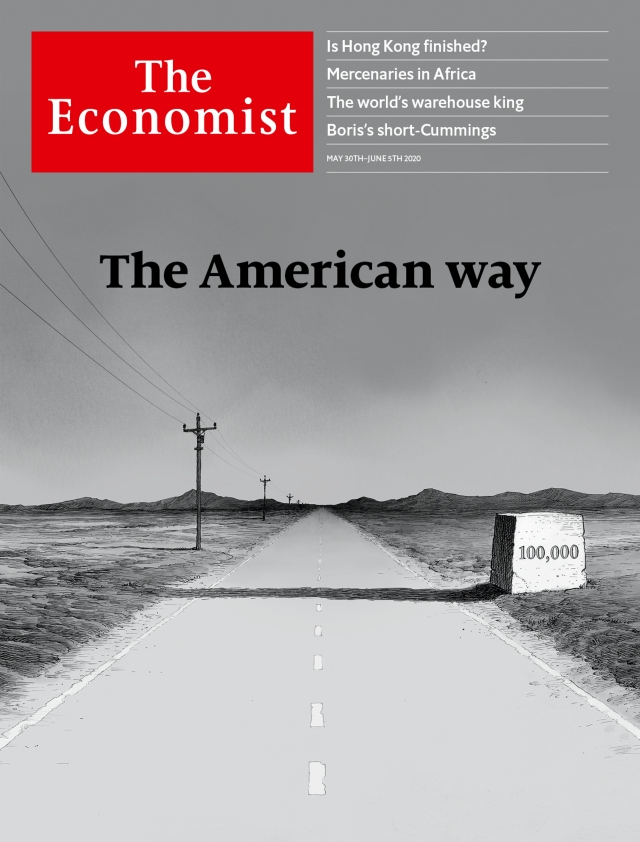 The
Economist
Is Hong Kong finished?
Mercenaries in Africa
The world's warehouse king
Boris's short-Cummings
MAY 30TH–JUNE 5TH 2020
The American way
100,000